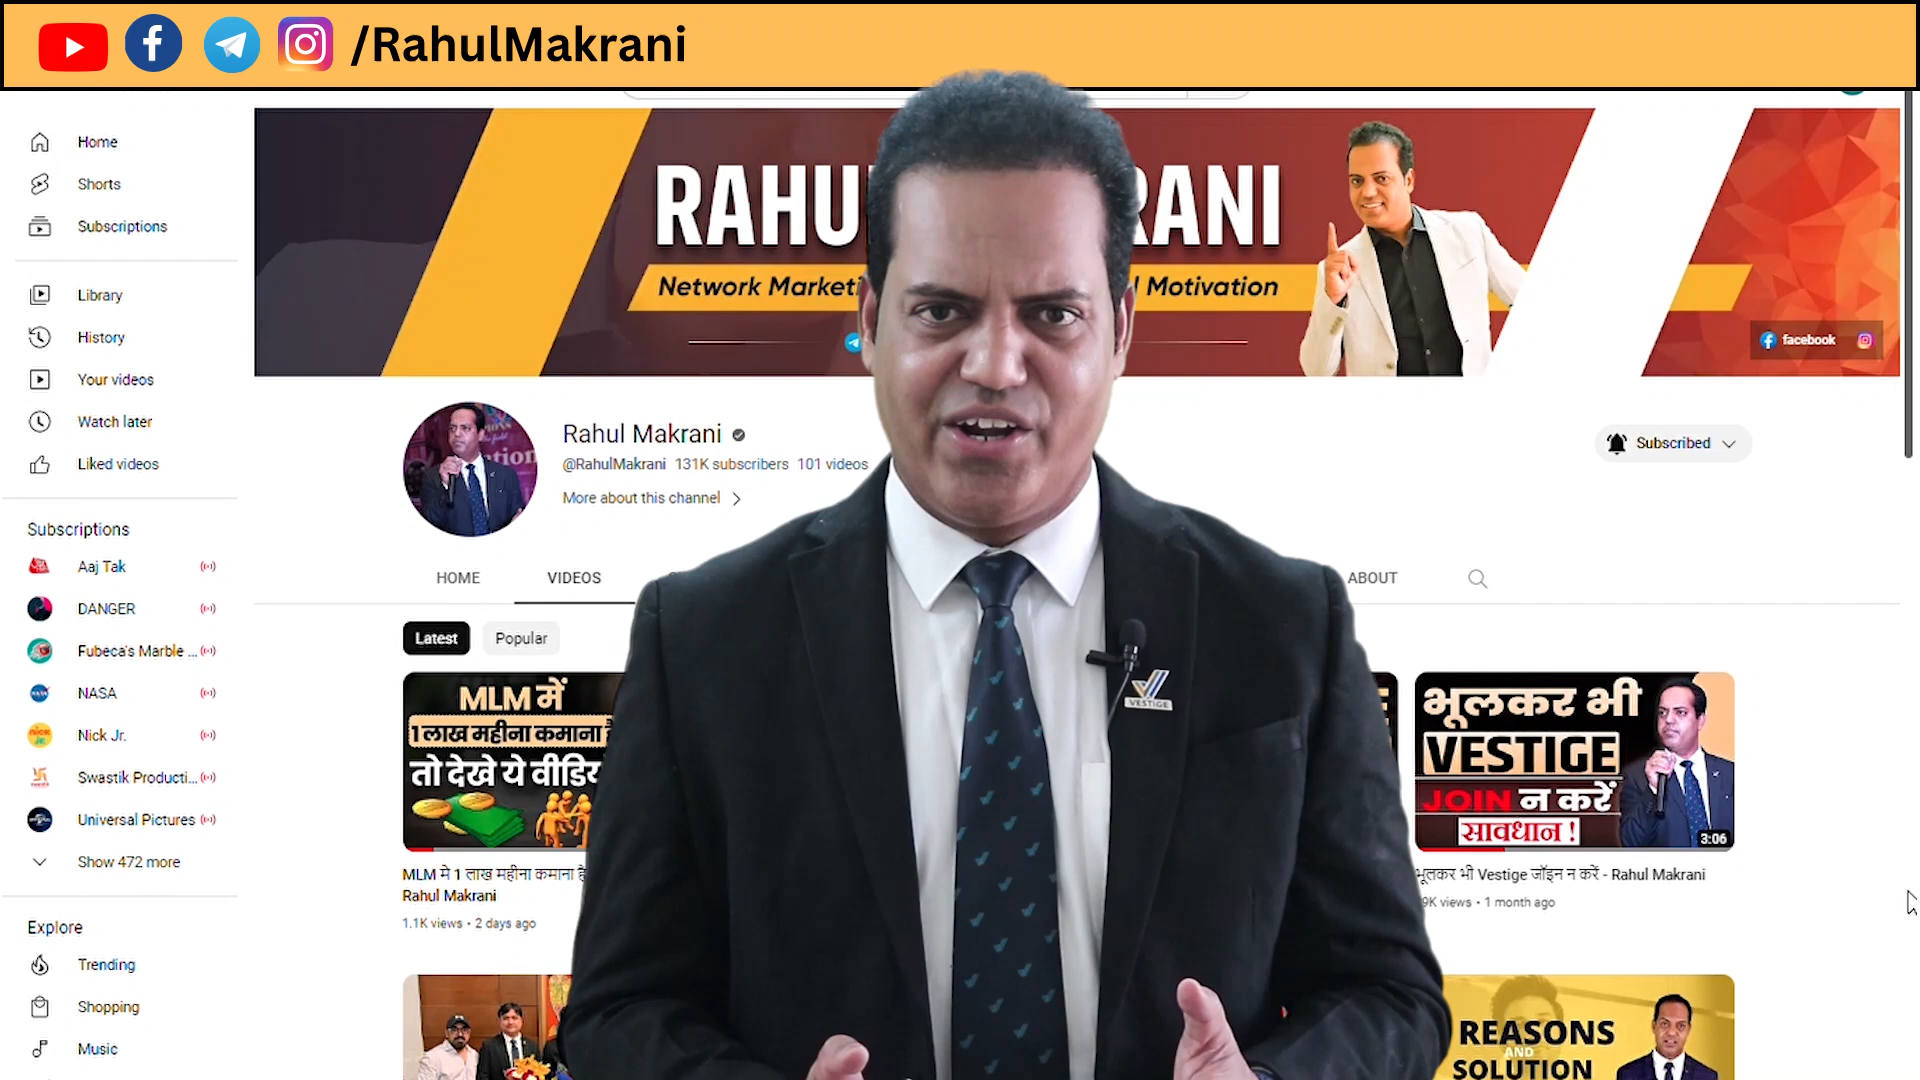 /RahulMakrani
Home
Shorts
Subscriptions
Library
History
Your videos
Watch later
Liked videos
Subscriptions
Aaj Tak
DANGER
Fubeca's Marble ...
NASA
Nick Jr.
Swastik Producti...
Universal Pictures
Show 472 more
Explore
Trending
Shopping
Music
RAHU RANI
Network Marketi l Motivation
facebook
Rahul Makrani
@RahulMakrani 131K subscribers 101 videos
More about this channel
Subscribed
HOME VIDEOS ABOUT
Latest Popular
MLM में
1 लाख महीना कमाना
तो देखे ये वीडि
MLM मे 1 लाख महीना कमाना है
Rahul Makrani
1.1K views • 2 days ago
भूलकर भी
VESTIGE
JOIN न करें
सावधान !
3:06
भूलकर भी Vestige जॉइन न करें - Rahul Makrani
9K views • 1 month ago
REASONS
AND
SOLUTION
VESTIGE